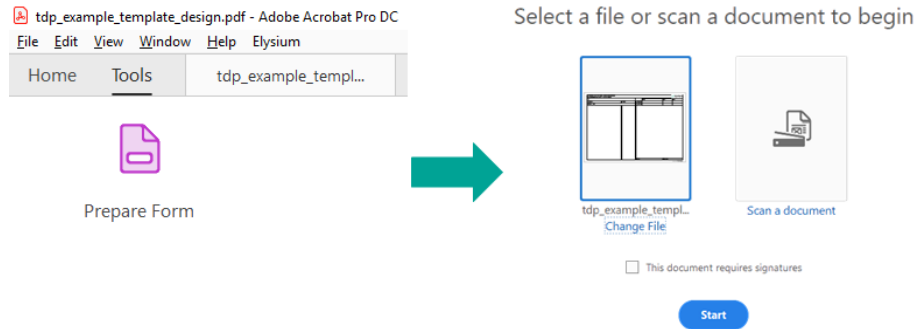 tdp_example_template_design.pdf - Adobe Acrobat Pro DC
File Edit View Window Help Elysium
Home Tools tdp_example_templ...
Prepare Form
Select a file or scan a document to begin
tdp_example_templ...
Change File
Scan a document
This document requires signatures
Start